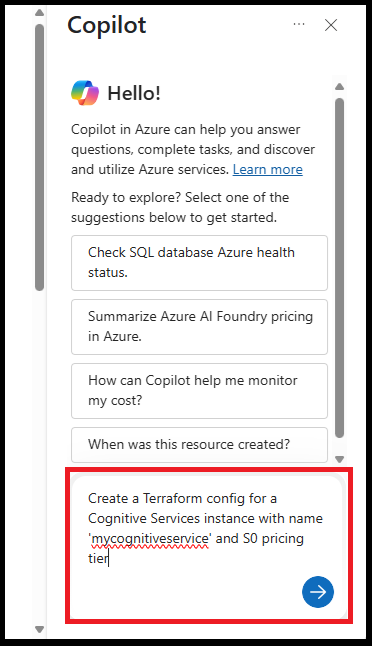 Copilot
Hello!
Copilot in Azure can help you answer
questions, complete tasks, and discover
and utilize Azure services. Learn more
Ready to explore? Select one of the
suggestions below to get started.
Check SQL database Azure health
status.
Summarize Azure AI Foundry pricing
in Azure.
How can Copilot help me monitor
my cost?
When was this resource created?
Create a Terraform config for a
Cognitive Services instance with name
'mycognitiveservice' and S0 pricing
tier